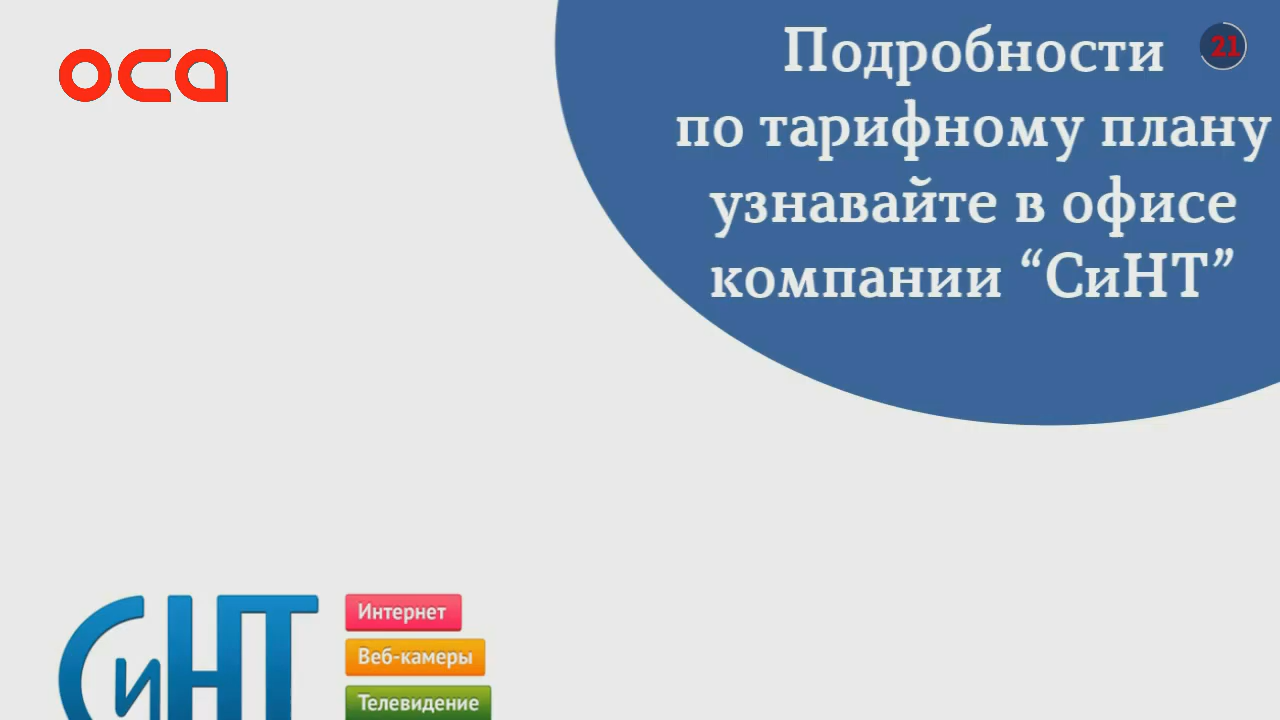 оса
Подробности
21
по тарифному плану
узнавайте в офисе
компании “СиНТ”
СиНТ
Интернет
Веб-камеры
Телевидение